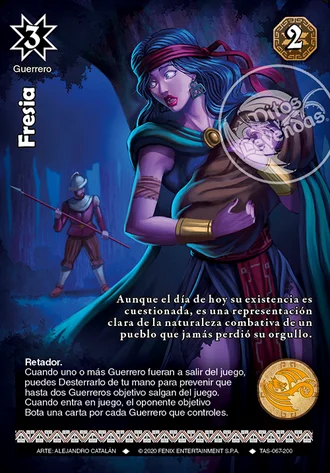 3
2
Guerrero
Fresia
Mitos
Leyendas
Aunque el día de hoy su existencia es
cuestionada, es una representación
clara de la naturaleza combativa de un
pueblo que jamás perdió su orgullo.
Retador.
Cuando uno o más Guerrero fueran a salir del juego,
puedes Desterrarlo de tu mano para prevenir que
hasta dos Guerreros objetivo salgan del juego.
Cuando entra en juego, el oponente objetivo
Bota una carta por cada Guerrero que controles.
ARTE: ALEJANDRO CATALÁN © 2020 FENIX ENTERTAINMENT S.P.A. TAS-067-200